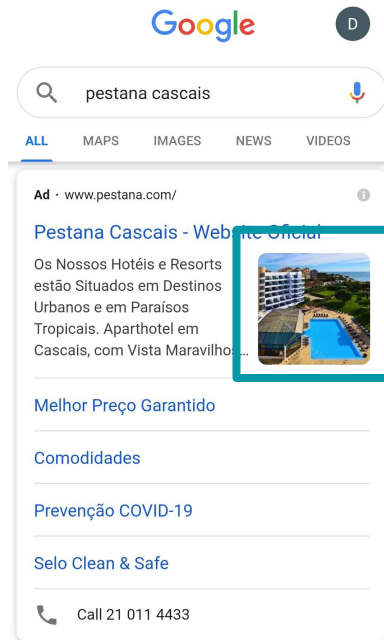 Google
D
pestana cascais
ALL MAPS IMAGES NEWS VIDEOS
Ad · www.pestana.com/
Pestana Cascais - Website Oficial
Os Nossos Hotéis e Resorts
estão Situados em Destinos
Urbanos e em Paraísos
Tropicais. Aparthotel em
Cascais, com Vista Maravilhos...
Melhor Preço Garantido
Comodidades
Prevenção COVID-19
Selo Clean & Safe
Call 21 011 4433